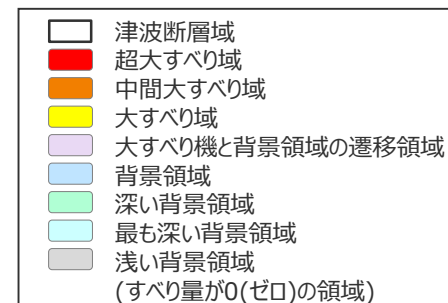 津波断層域
超大すべり域
中間大すべり域
大すべり域
大すべり機と背景領域の遷移領域
背景領域
深い背景領域
最も深い背景領域
浅い背景領域
(すべり量が0(ゼロ)の領域)